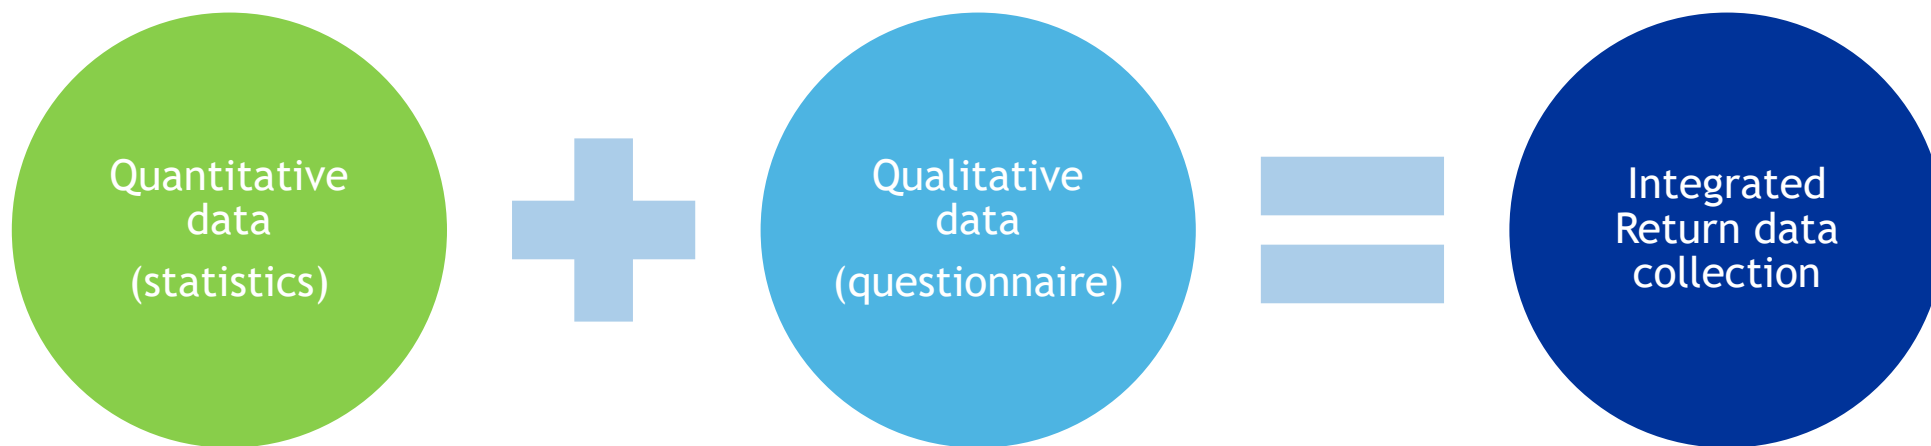 Quantitative
data
(statistics)
Qualitative
data
(questionnaire)
Integrated
Return data
collection